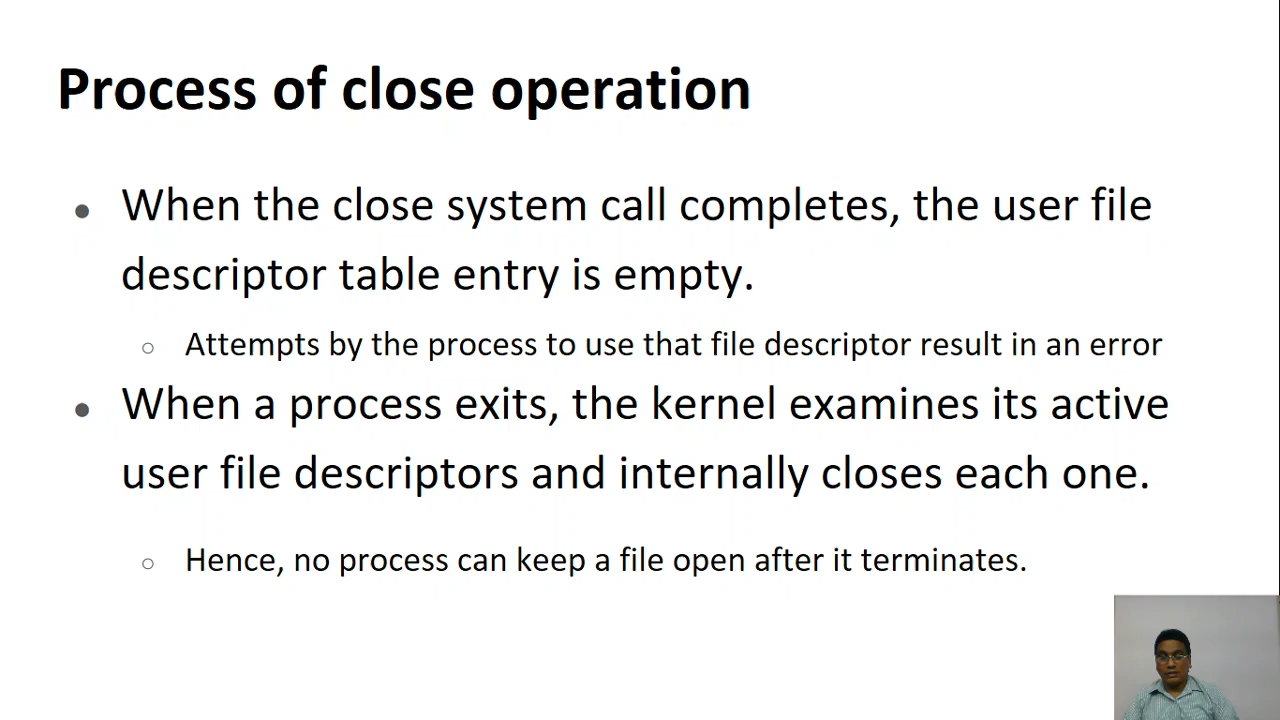 Process of close operation
● When the close system call completes, the user file
descriptor table entry is empty.
○ Attempts by the process to use that file descriptor result in an error
● When a process exits, the kernel examines its active
user file descriptors and internally closes each one.
○ Hence, no process can keep a file open after it terminates.